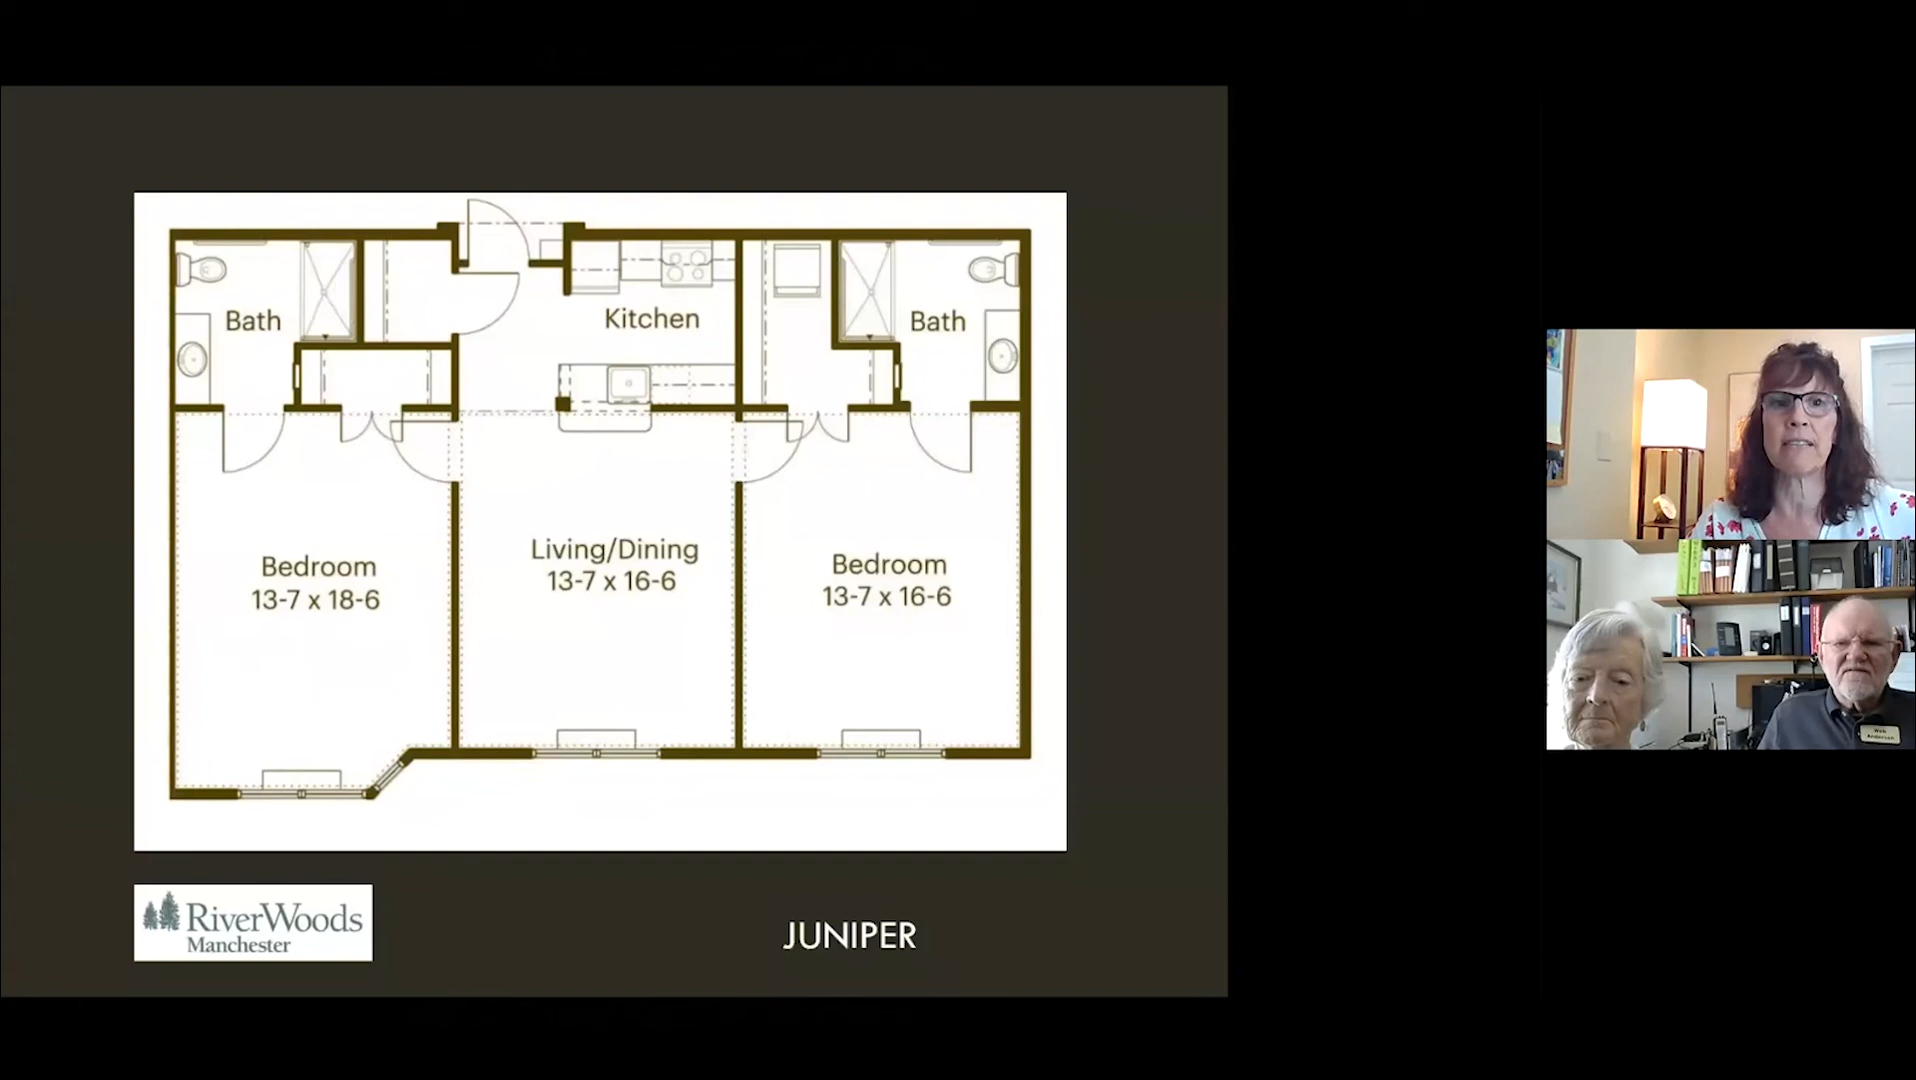 Bath
Kitchen
Bath
Bedroom
13-7 x 18-6
Living/Dining
13-7 x 16-6
Bedroom
13-7 x 16-6
RiverWoods
Manchester
JUNIPER
Anderson